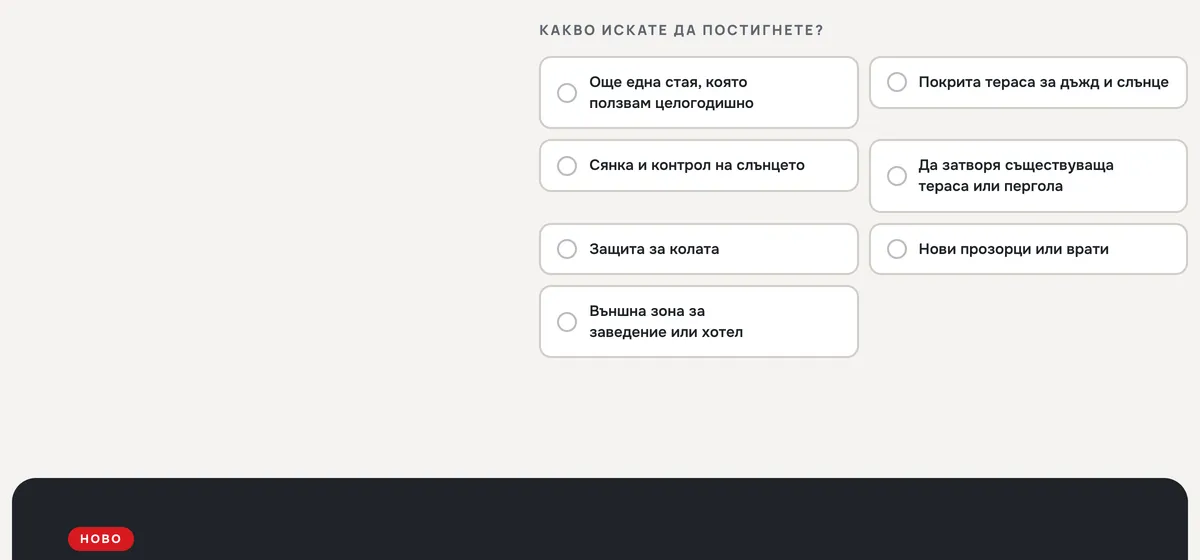 КАКВО ИСКАТЕ ДА ПОСТИГНЕТЕ?
Още една стая, която
ползвам целогодишно
Покрита тераса за дъжд и слънце
Сянка и контрол на слънцето
Да затворя съществуваща
тераса или пергола
Защита за колата
Нови прозорци или врати
Външна зона за
заведение или хотел
НОВО